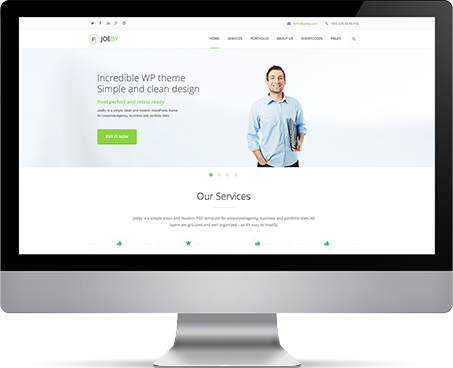 JOEBY
HOME SERVICES PORTFOLIO ABOUT US SHORTCODES PAGES
Incredible WP theme
Simple and clean design
Pixel perfect and retina ready
Joeby is a simple clean and modern WordPress theme
for corporate/agency, business and portfolio sites.
BUY IT NOW
Our Services
Joeby is a simple clean and modern PSD template for corporate/agency, business and portfolio sites. All
layers are grouped and well organized – so it's easy to modify.